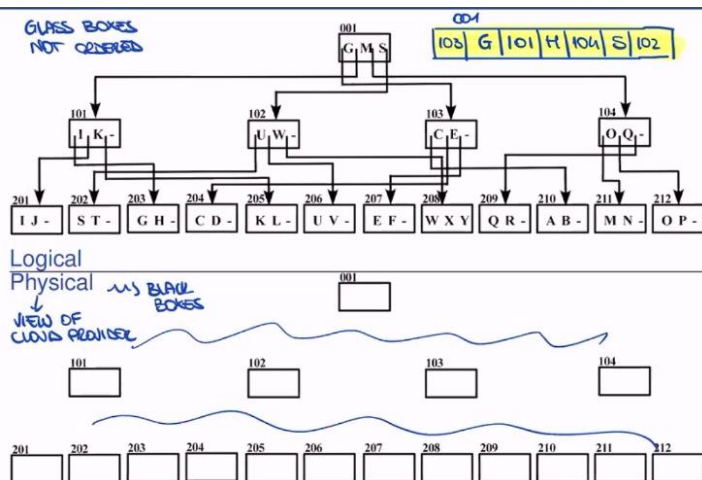 GLASS BOXES
NOT ORDERED
001
G M S
001
103 G 101 M 104 S 102
101 102 103 104
I K - U W - C E - O Q -
201 202 203 204 205 206 207 208 209 210 211 212
I J - S T - G H - C D - K L - U V - E F - W X Y Q R - A B - M N - O P -
Logical
Physical
BLACK
BOXES
VIEW OF
CLOUD PROVIDER
001
101 102 103 104
201 202 203 204 205 206 207 208 209 210 211 212